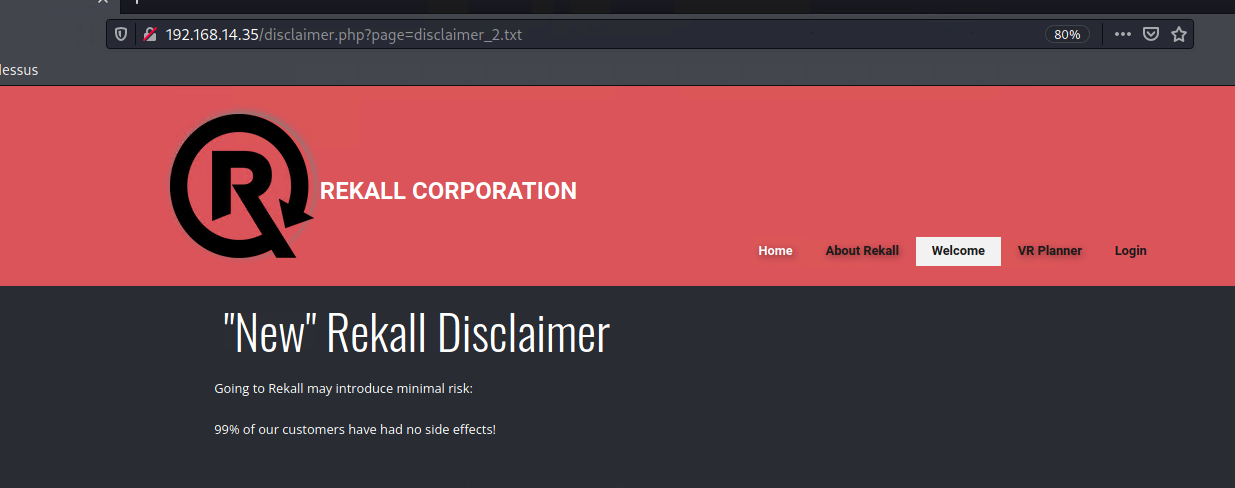 192.168.14.35/disclaimer.php?page=disclaimer_2.txt 80%
essus
R REKALL CORPORATION
Home About Rekall Welcome VR Planner Login
"New" Rekall Disclaimer
Going to Rekall may introduce minimal risk:
99% of our customers have had no side effects!